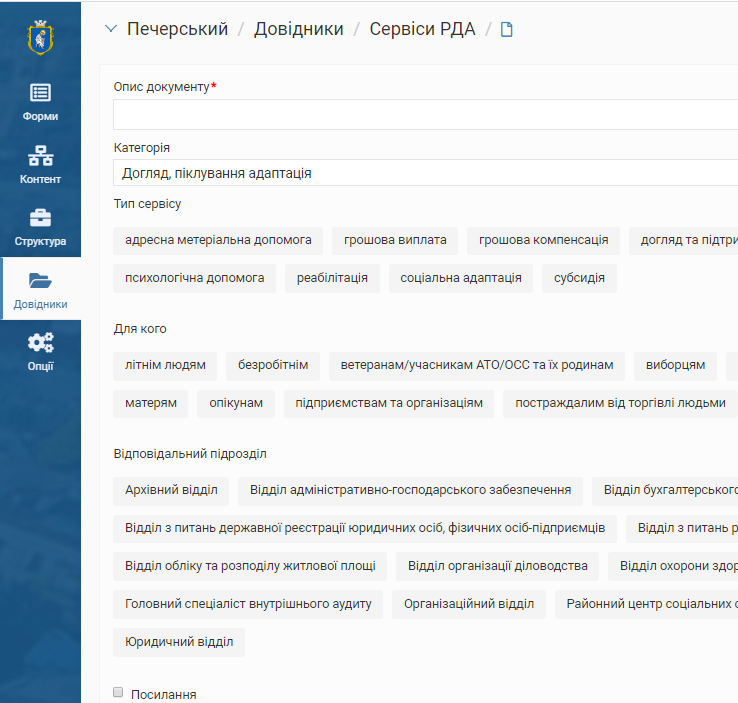 Печерський / Довідники / Сервіси РДА /
Форми
Контент
Структура
Довідники
Опції
Опис документу*
Категорія
Догляд, піклування адаптація
Тип сервісу
адресна метеріальна допомога грошова виплата грошова компенсація догляд та підтри
психологічна допомога реабілітація соціальна адаптація субсидія
Для кого
літнім людям безробітнім ветеранам/учасникам АТО/ОСС та їх родинам виборцям
матерям опікунам підприємствам та організаціям постраждалим від торгівлі людьми
Відповідальний підрозділ
Архівний відділ Відділ адміністративно-господарського забезпечення Відділ бухгалтерського
Відділ з питань державної реєстрації юридичних осіб, фізичних осіб-підприємців Відділ з питань р
Відділ обліку та розподілу житлової площі Відділ організації діловодства Відділ охорони здор
Головний спеціаліст внутрішнього аудиту Організаційний відділ Районний центр соціальних с
Юридичний відділ
Посилання